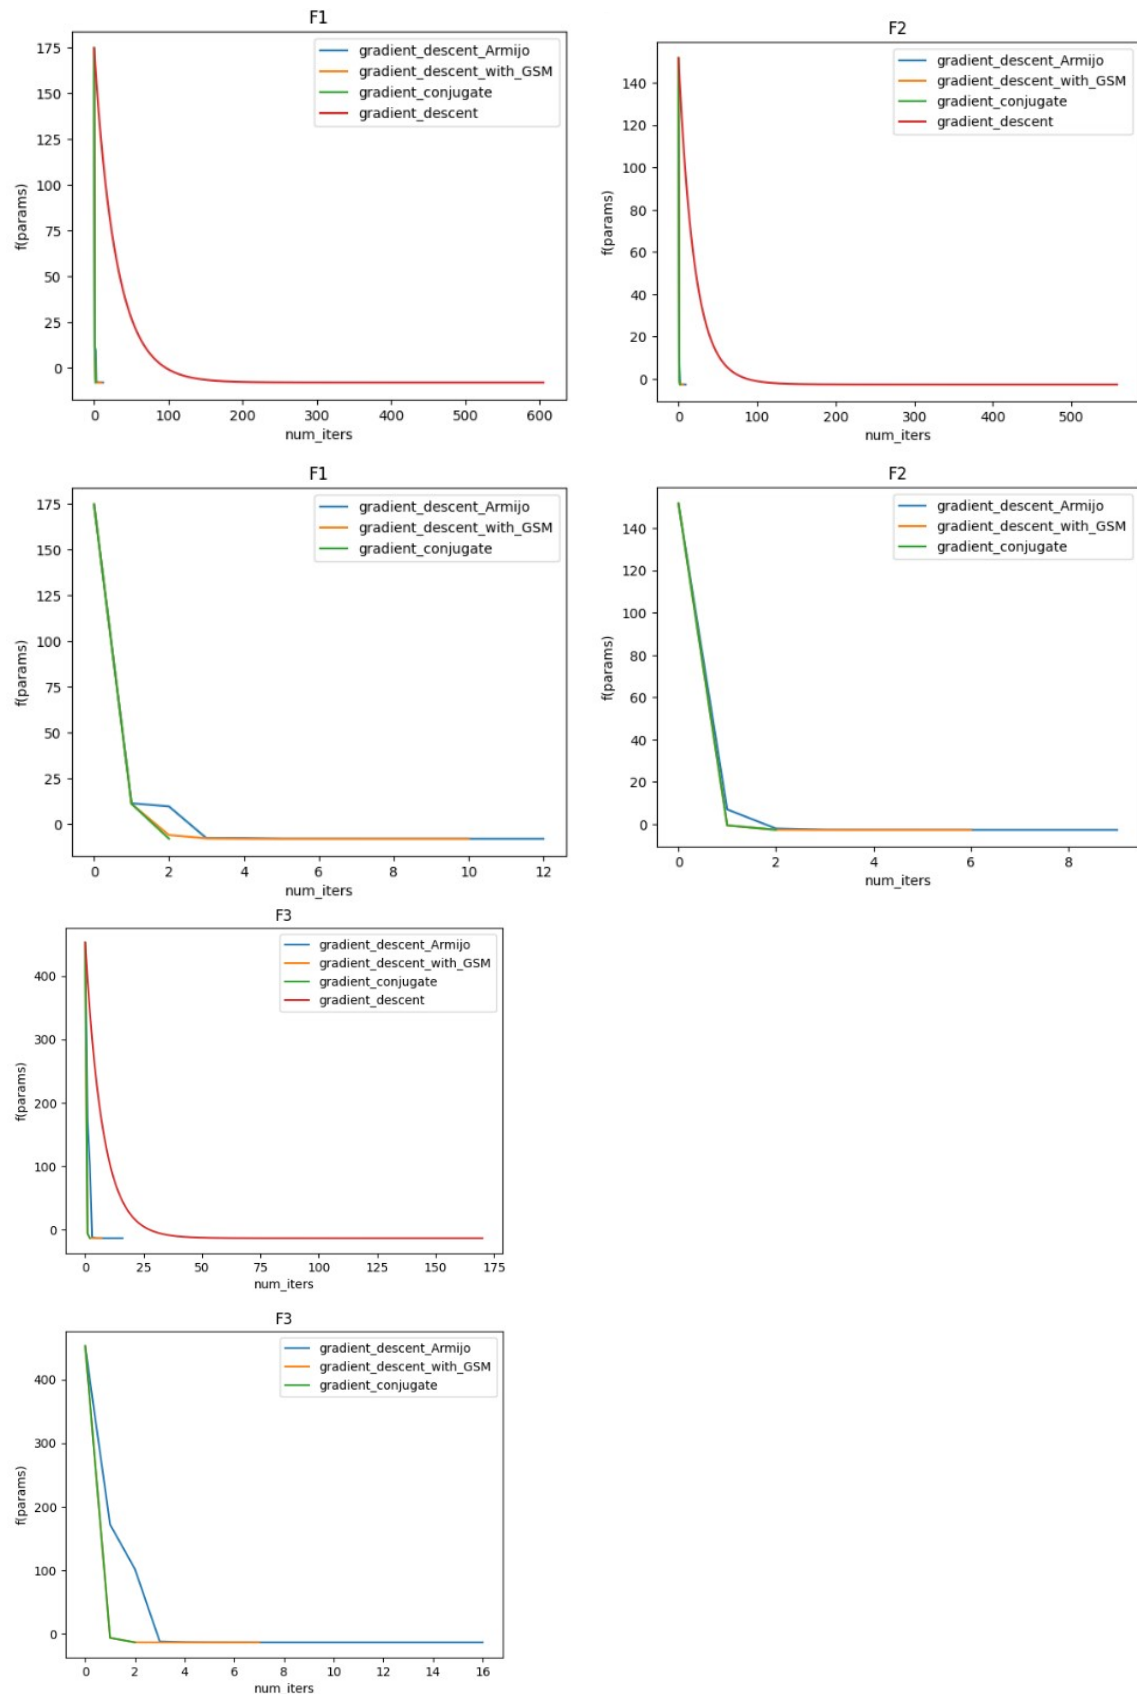 F1
175
150
125
100
75
50
25
0
f(params)
gradient_descent_Armijo
gradient_descent_with_GSM
gradient_conjugate
gradient_descent
0 100 200 300 400 500 600
num_iters
F2
140
120
100
80
60
40
20
0
f(params)
gradient_descent_Armijo
gradient_descent_with_GSM
gradient_conjugate
gradient_descent
0 100 200 300 400 500
num_iters
F1
175
150
125
100
75
50
25
0
f(params)
gradient_descent_Armijo
gradient_descent_with_GSM
gradient_conjugate
0 2 4 6 8 10 12
num_iters
F2
140
120
100
80
60
40
20
0
f(params)
gradient_descent_Armijo
gradient_descent_with_GSM
gradient_conjugate
0 2 4 6 8
num_iters
F3
400
300
200
100
0
f(params)
gradient_descent_Armijo
gradient_descent_with_GSM
gradient_conjugate
gradient_descent
0 25 50 75 100 125 150 175
num_iters
F3
400
300
200
100
0
f(params)
gradient_descent_Armijo
gradient_descent_with_GSM
gradient_conjugate
0 2 4 6 8 10 12 14 16
num_iters